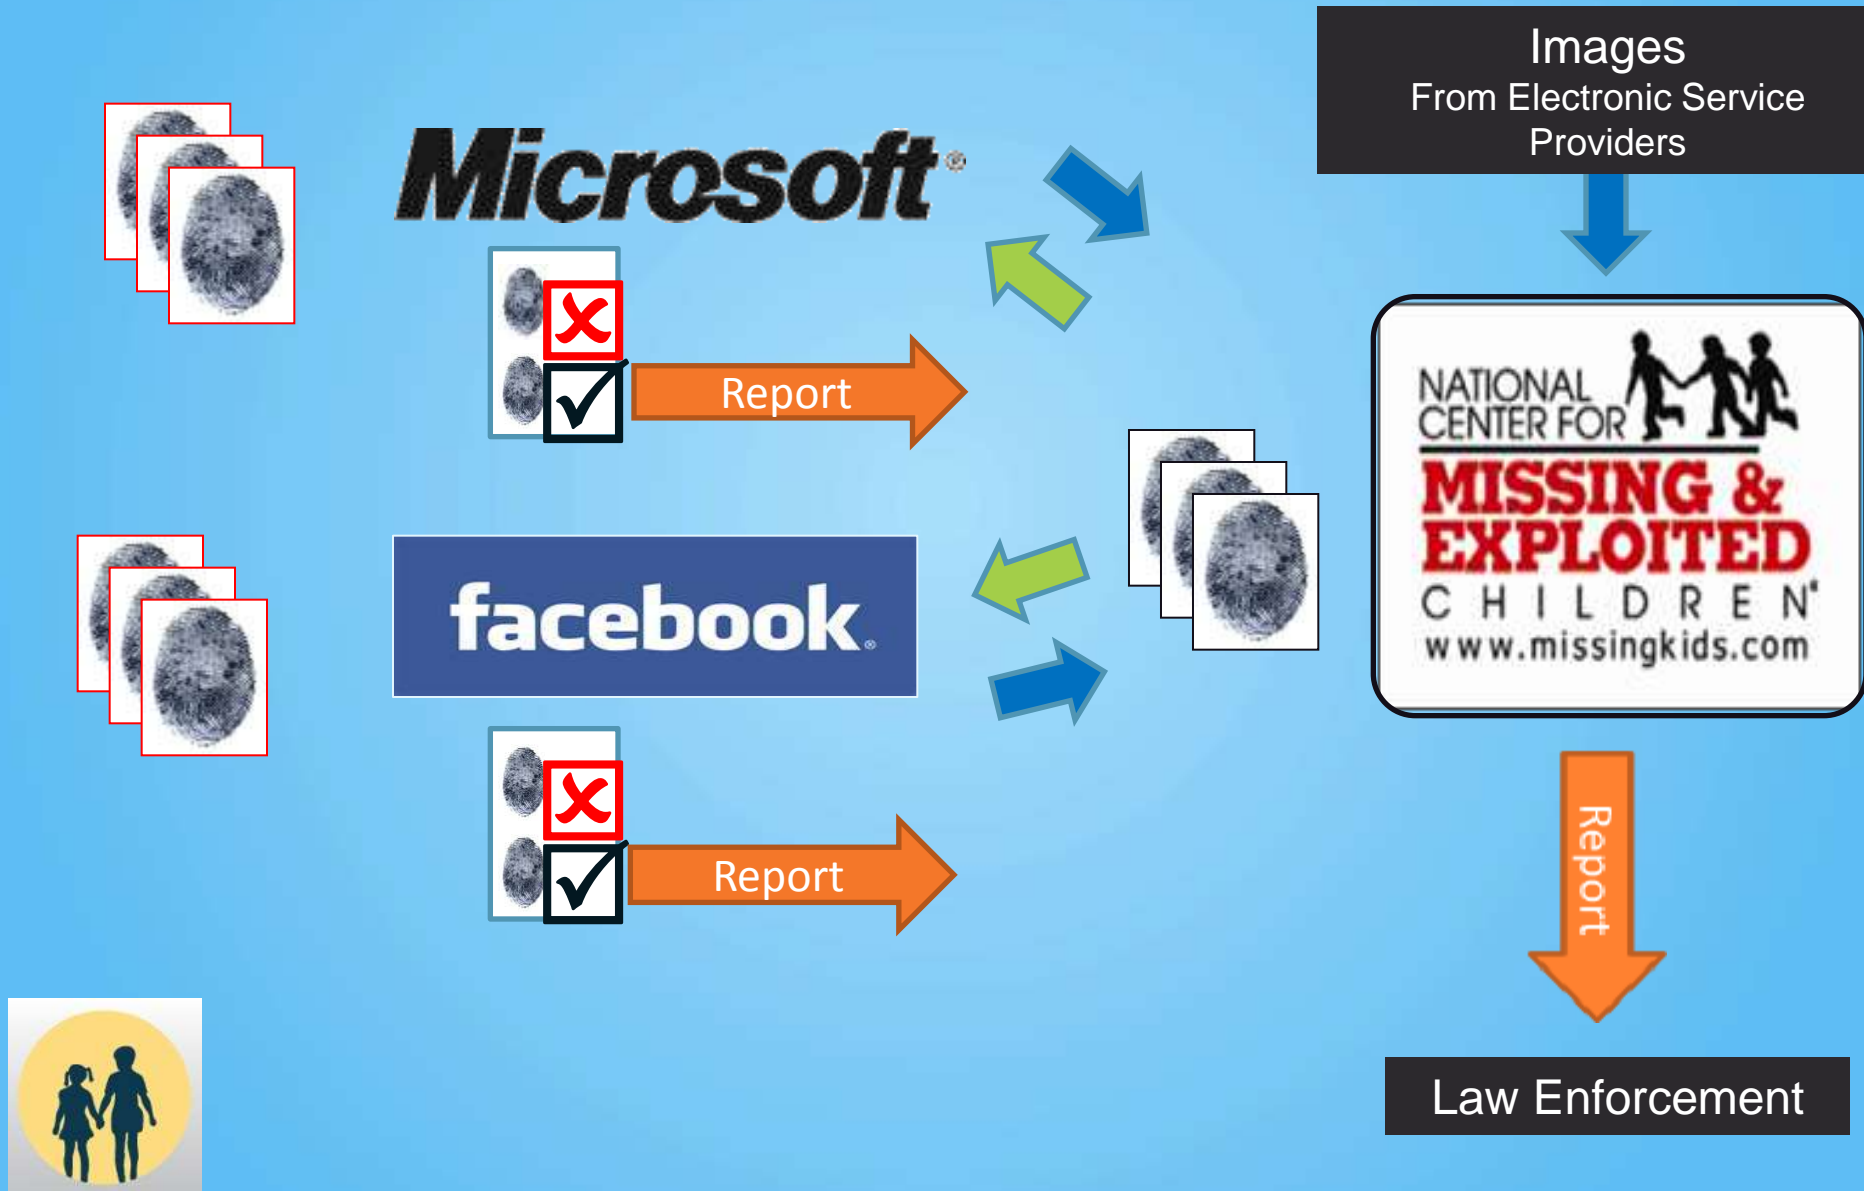 Images
From Electronic Service
Providers
Microsoft®
Report
NATIONAL
CENTER FOR
MISSING &
EXPLOITED
CHILDREN®
www.missingkids.com
facebook®
Report
Report
Law Enforcement